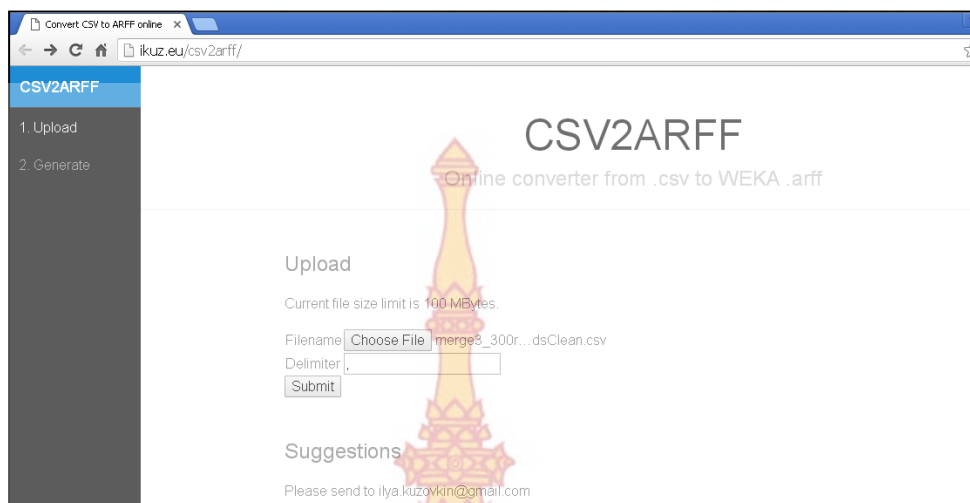 Convert CSV to ARFF online
ikuz.eu/csv2arff/
CSV2ARFF
1. Upload
2. Generate
CSV2ARFF
Online converter from .csv to WEKA .arff
Upload
Current file size limit is 100 MBytes.
Filename Choose File merge3_300r...dsClean.csv
Delimiter ,
Submit
Suggestions
Please send to ilya.kuzovkin@gmail.com